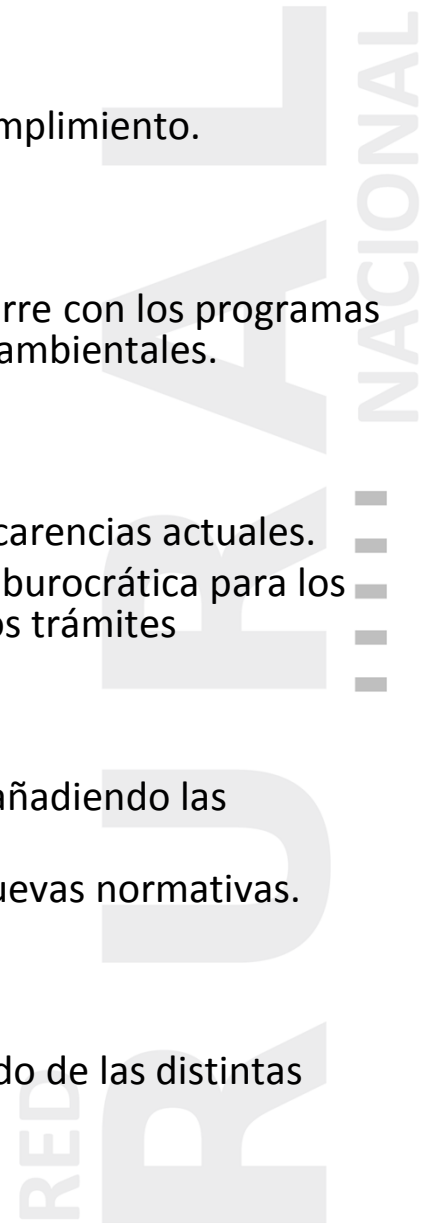 mplimiento.
rre con los programas
ambientales.
carencias actuales.
burocrática para los
os trámites
añadiendo las
uevas normativas.
do de las distintas
RED
RURAL
NACIONAL